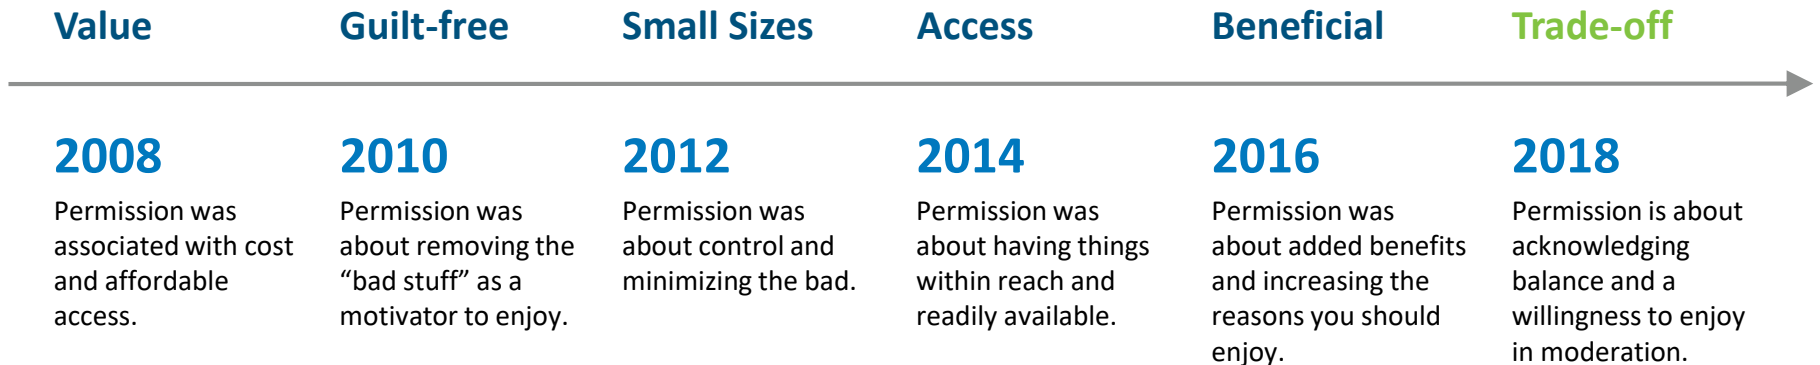 Value
Guilt-free
Small Sizes
Access
Beneficial
Trade-off
2008
Permission was
associated with cost
and affordable
access.
2010
Permission was
about removing the
“bad stuff” as a
motivator to enjoy.
2012
Permission was
about control and
minimizing the bad.
2014
Permission was
about having things
within reach and
readily available.
2016
Permission was
about added benefits
and increasing the
reasons you should
enjoy.
2018
Permission is about
acknowledging
balance and a
willingness to enjoy
in moderation.